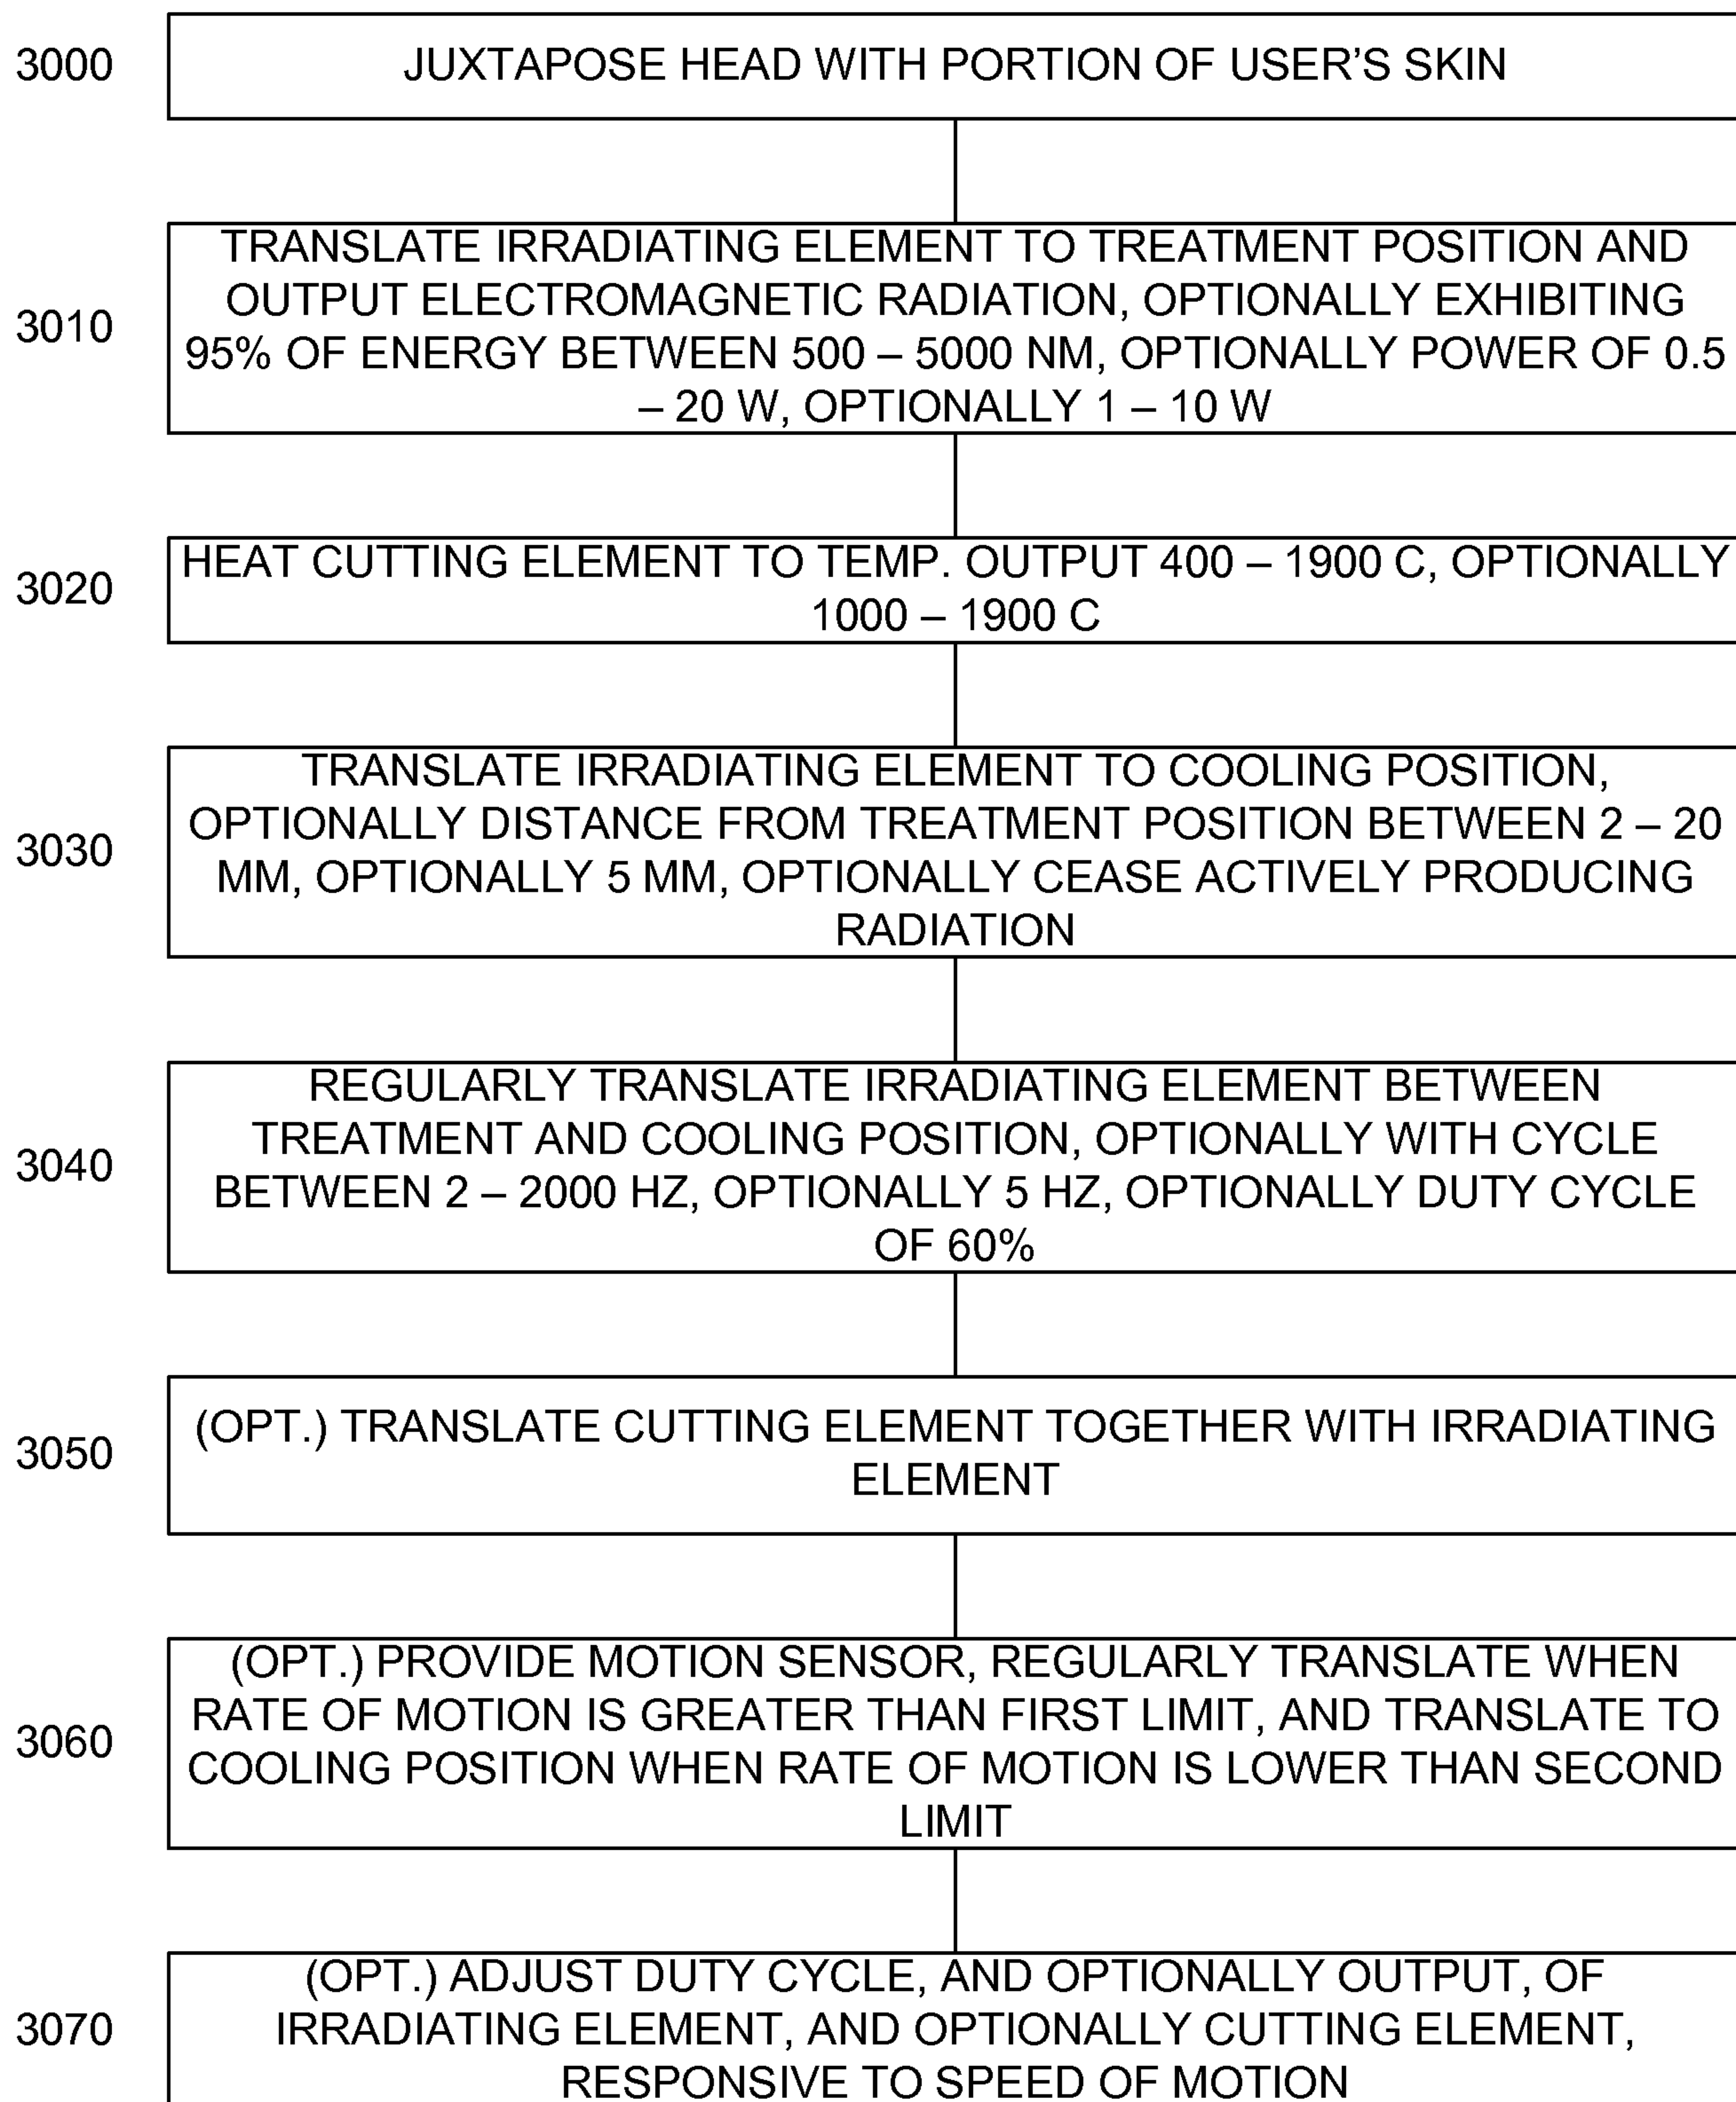 3000
JUXTAPOSE HEAD WITH PORTION OF USER'S SKIN
3010
TRANSLATE IRRADIATING ELEMENT TO TREATMENT POSITION AND
OUTPUT ELECTROMAGNETIC RADIATION, OPTIONALLY EXHIBITING
95% OF ENERGY BETWEEN 500 – 5000 NM, OPTIONALLY POWER OF 0.5
– 20 W, OPTIONALLY 1 – 10 W
3020
HEAT CUTTING ELEMENT TO TEMP. OUTPUT 400 – 1900 C, OPTIONALLY
1000 – 1900 C
3030
TRANSLATE IRRADIATING ELEMENT TO COOLING POSITION,
OPTIONALLY DISTANCE FROM TREATMENT POSITION BETWEEN 2 – 20
MM, OPTIONALLY 5 MM, OPTIONALLY CEASE ACTIVELY PRODUCING
RADIATION
3040
REGULARLY TRANSLATE IRRADIATING ELEMENT BETWEEN
TREATMENT AND COOLING POSITION, OPTIONALLY WITH CYCLE
BETWEEN 2 – 2000 HZ, OPTIONALLY 5 HZ, OPTIONALLY DUTY CYCLE
OF 60%
3050
(OPT.) TRANSLATE CUTTING ELEMENT TOGETHER WITH IRRADIATING
ELEMENT
3060
(OPT.) PROVIDE MOTION SENSOR, REGULARLY TRANSLATE WHEN
RATE OF MOTION IS GREATER THAN FIRST LIMIT, AND TRANSLATE TO
COOLING POSITION WHEN RATE OF MOTION IS LOWER THAN SECOND
LIMIT
3070
(OPT.) ADJUST DUTY CYCLE, AND OPTIONALLY OUTPUT, OF
IRRADIATING ELEMENT, AND OPTIONALLY CUTTING ELEMENT,
RESPONSIVE TO SPEED OF MOTION